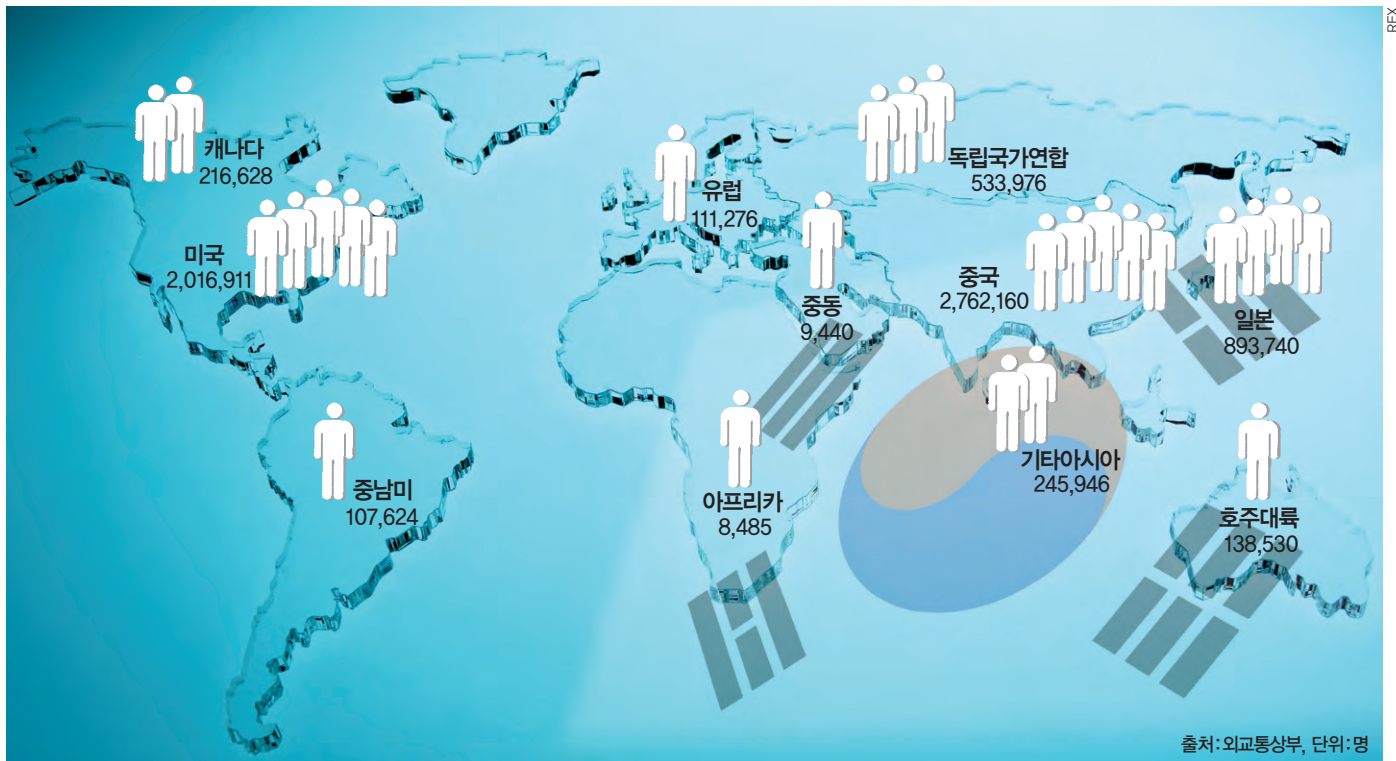 RFX
캐나다
216,628
독립국가연합
533,976
유럽
111,276
미국
2,016,911
중국
2,762,160
중동
9,440
일본
893,740
기타아시아
245,946
중남미
107,624
아프리카
8,485
호주대륙
138,530
출처:외교통상부, 단위:명